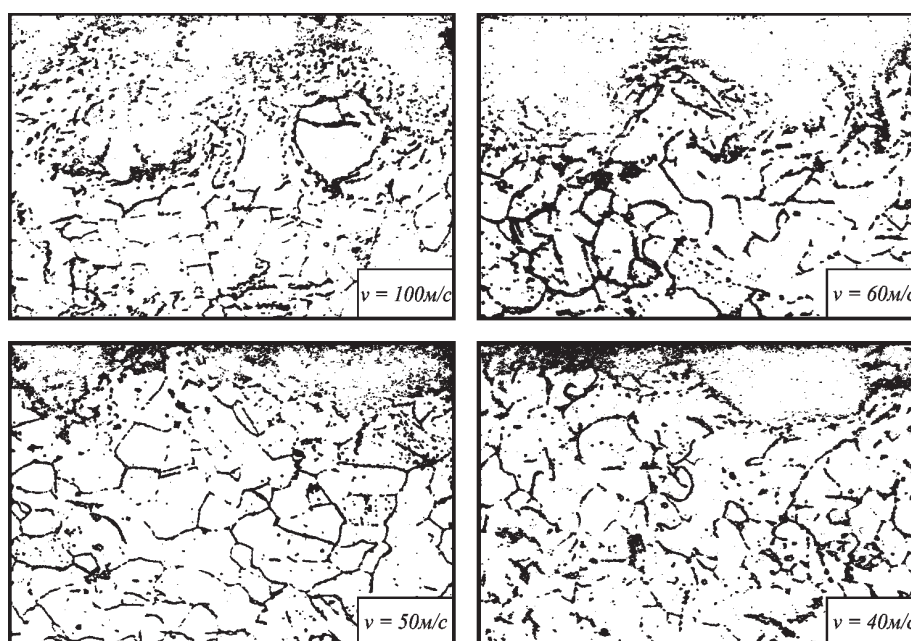 v = 100м/с
v = 60м/с
v = 50м/с
v = 40м/с